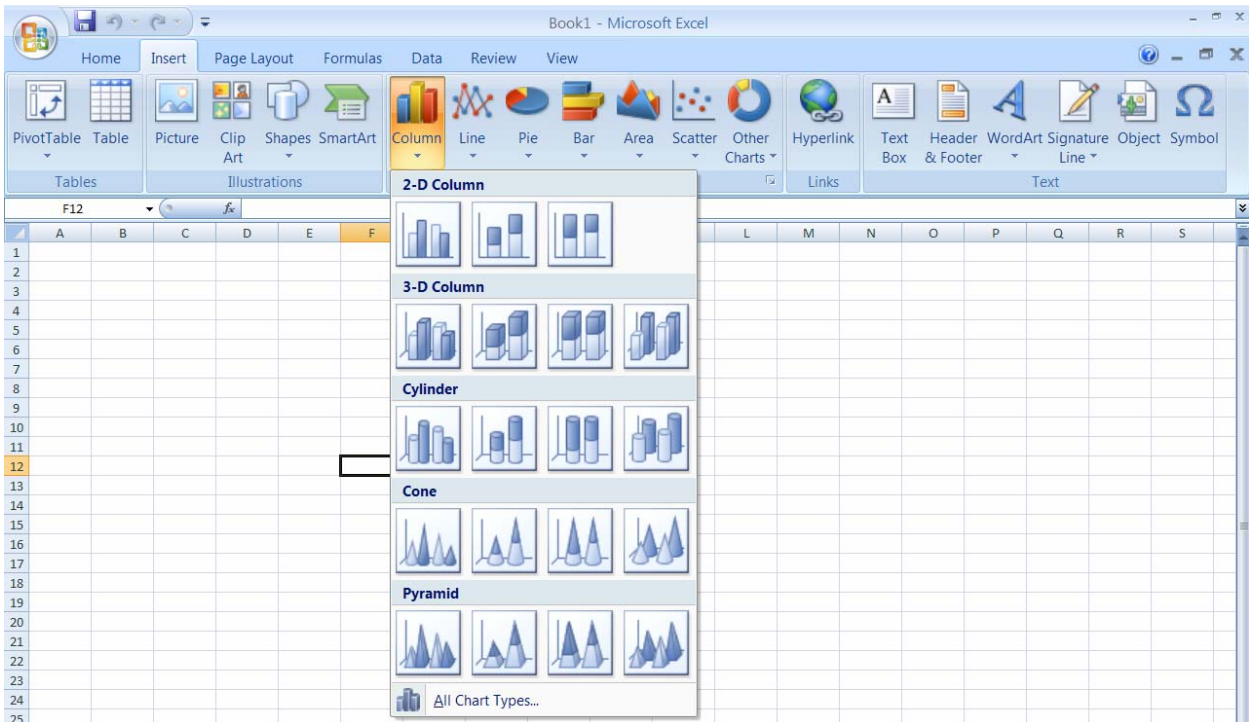 Book1 - Microsoft Excel
Home Insert Page Layout Formulas Data Review View
PivotTable Table Picture Clip Art Shapes SmartArt Column Line Pie Bar Area Scatter Other Charts Hyperlink Text Box Header & Footer WordArt Signature Line Object Symbol
Tables Illustrations Links Text
F12 fx
A B C D E F L M N O P Q R S
1
2
3
4
5
6
7
8
9
10
11
12
13
14
15
16
17
18
19
20
21
22
23
24
25
2-D Column
3-D Column
Cylinder
Cone
Pyramid
All Chart Types...